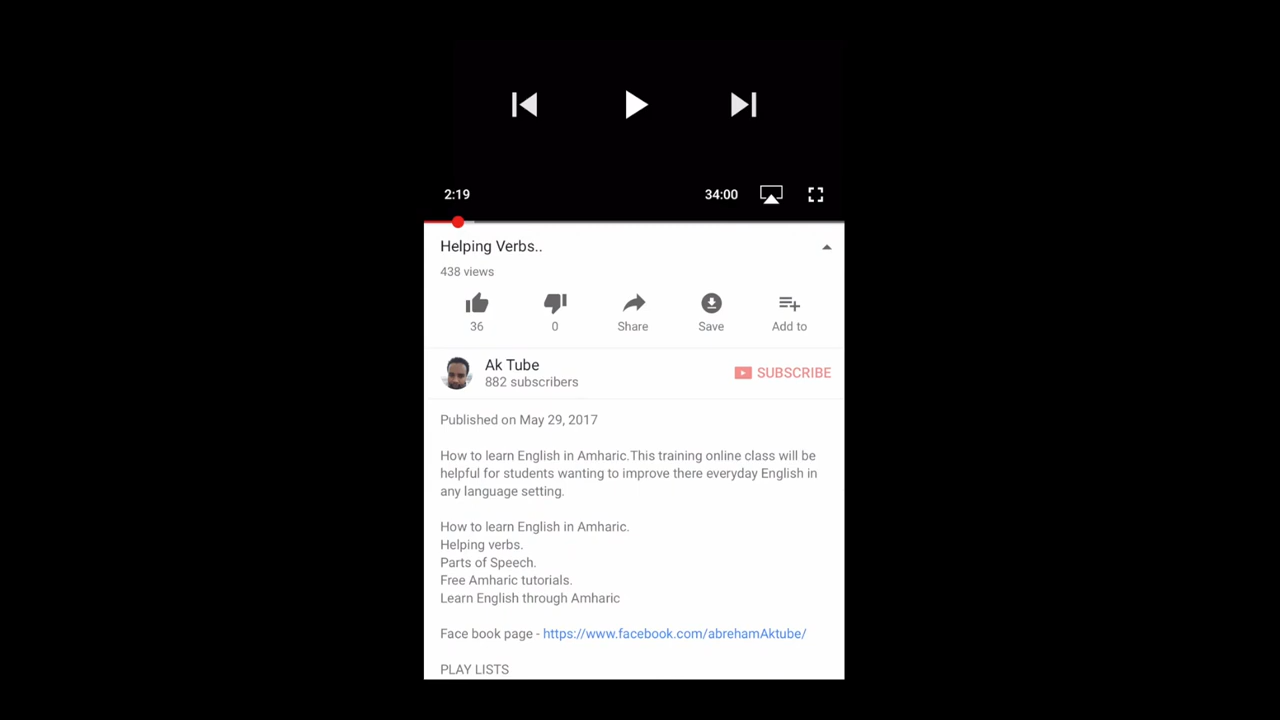 2:19 34:00
Helping Verbs..
438 views
36 0 Share Save Add to
Ak Tube
882 subscribers
SUBSCRIBE
Published on May 29, 2017
How to learn English in Amharic.This training online class will be
helpful for students wanting to improve there everyday English in
any language setting.
How to learn English in Amharic.
Helping verbs.
Parts of Speech.
Free Amharic tutorials.
Learn English through Amharic
Face book page - https://www.facebook.com/abrehamAktube/
PLAY LISTS